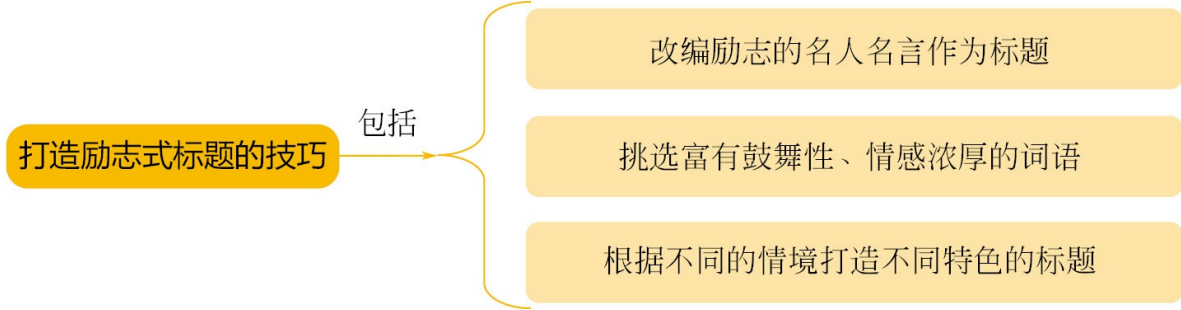 打造励志式标题的技巧
包括
改编励志的名人名言作为标题
挑选富有鼓舞性、情感浓厚的词语
根据不同的情境打造不同特色的标题